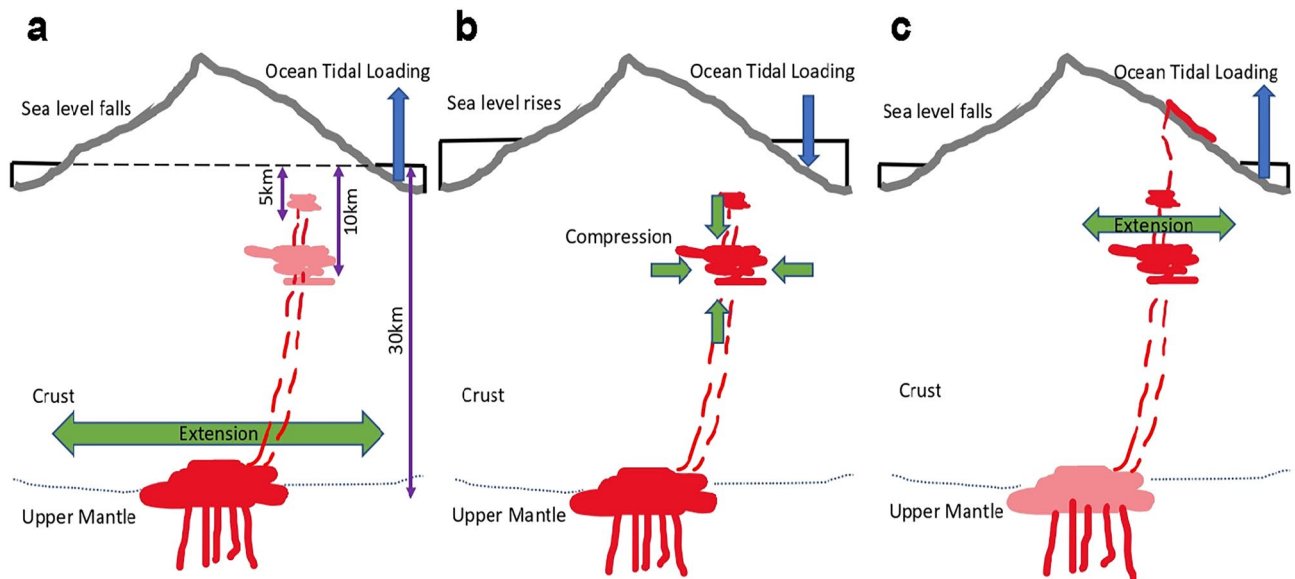 a
Ocean Tidal Loading
Sea level falls
5km
10km
30km
Crust
Extension
Upper Mantle
b
Ocean Tidal Loading
Sea level rises
Compression
Crust
Upper Mantle
c
Ocean Tidal Loading
Sea level falls
Extension
Crust
Upper Mantle